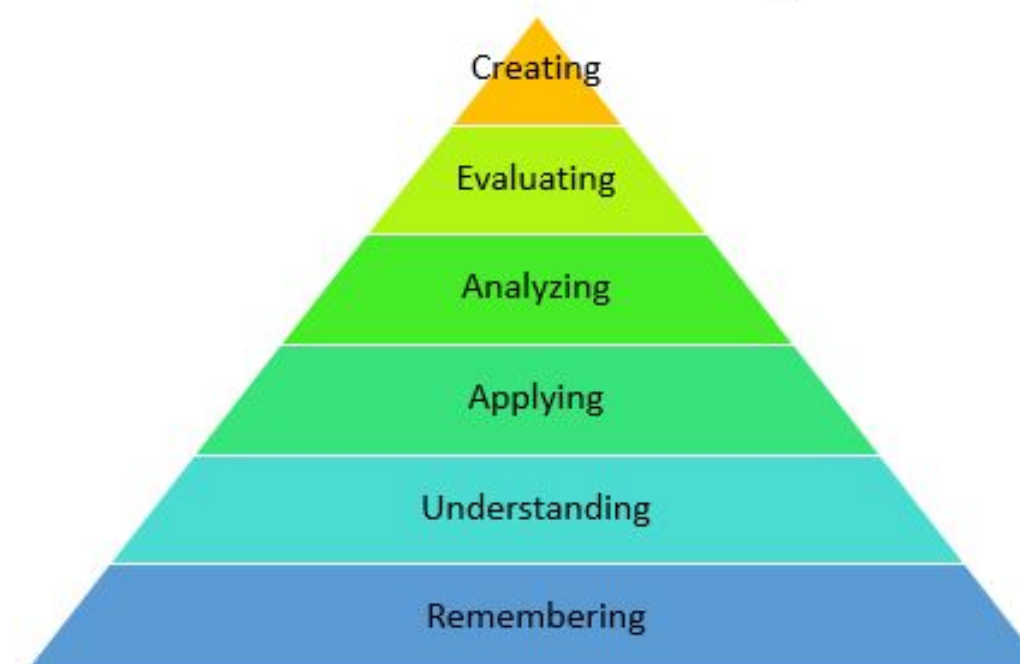 Creating
Evaluating
Analyzing
Applying
Understanding
Remembering